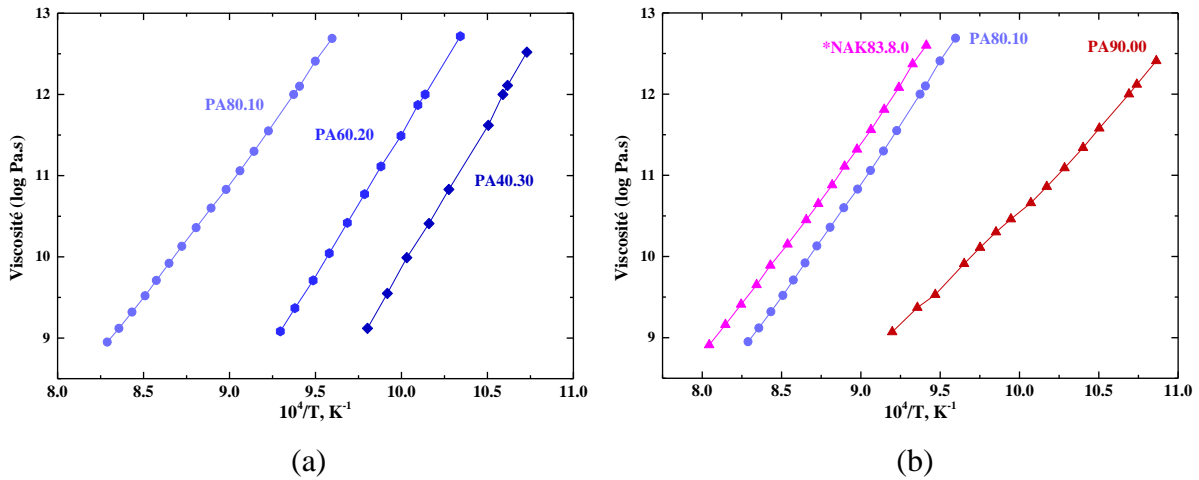 13
12
11
10
9
Viscosité (log Pa.s)
PA80.10
PA60.20
PA40.30
8.0 8.5 9.0 9.5 10.0 10.5 11.0
10⁴/T, K⁻¹
(a)
13
12
11
10
9
Viscosité (log Pa.s)
*NAK83.8.0
PA80.10
PA90.00
8.0 8.5 9.0 9.5 10.0 10.5 11.0
10⁴/T, K⁻¹
(b)